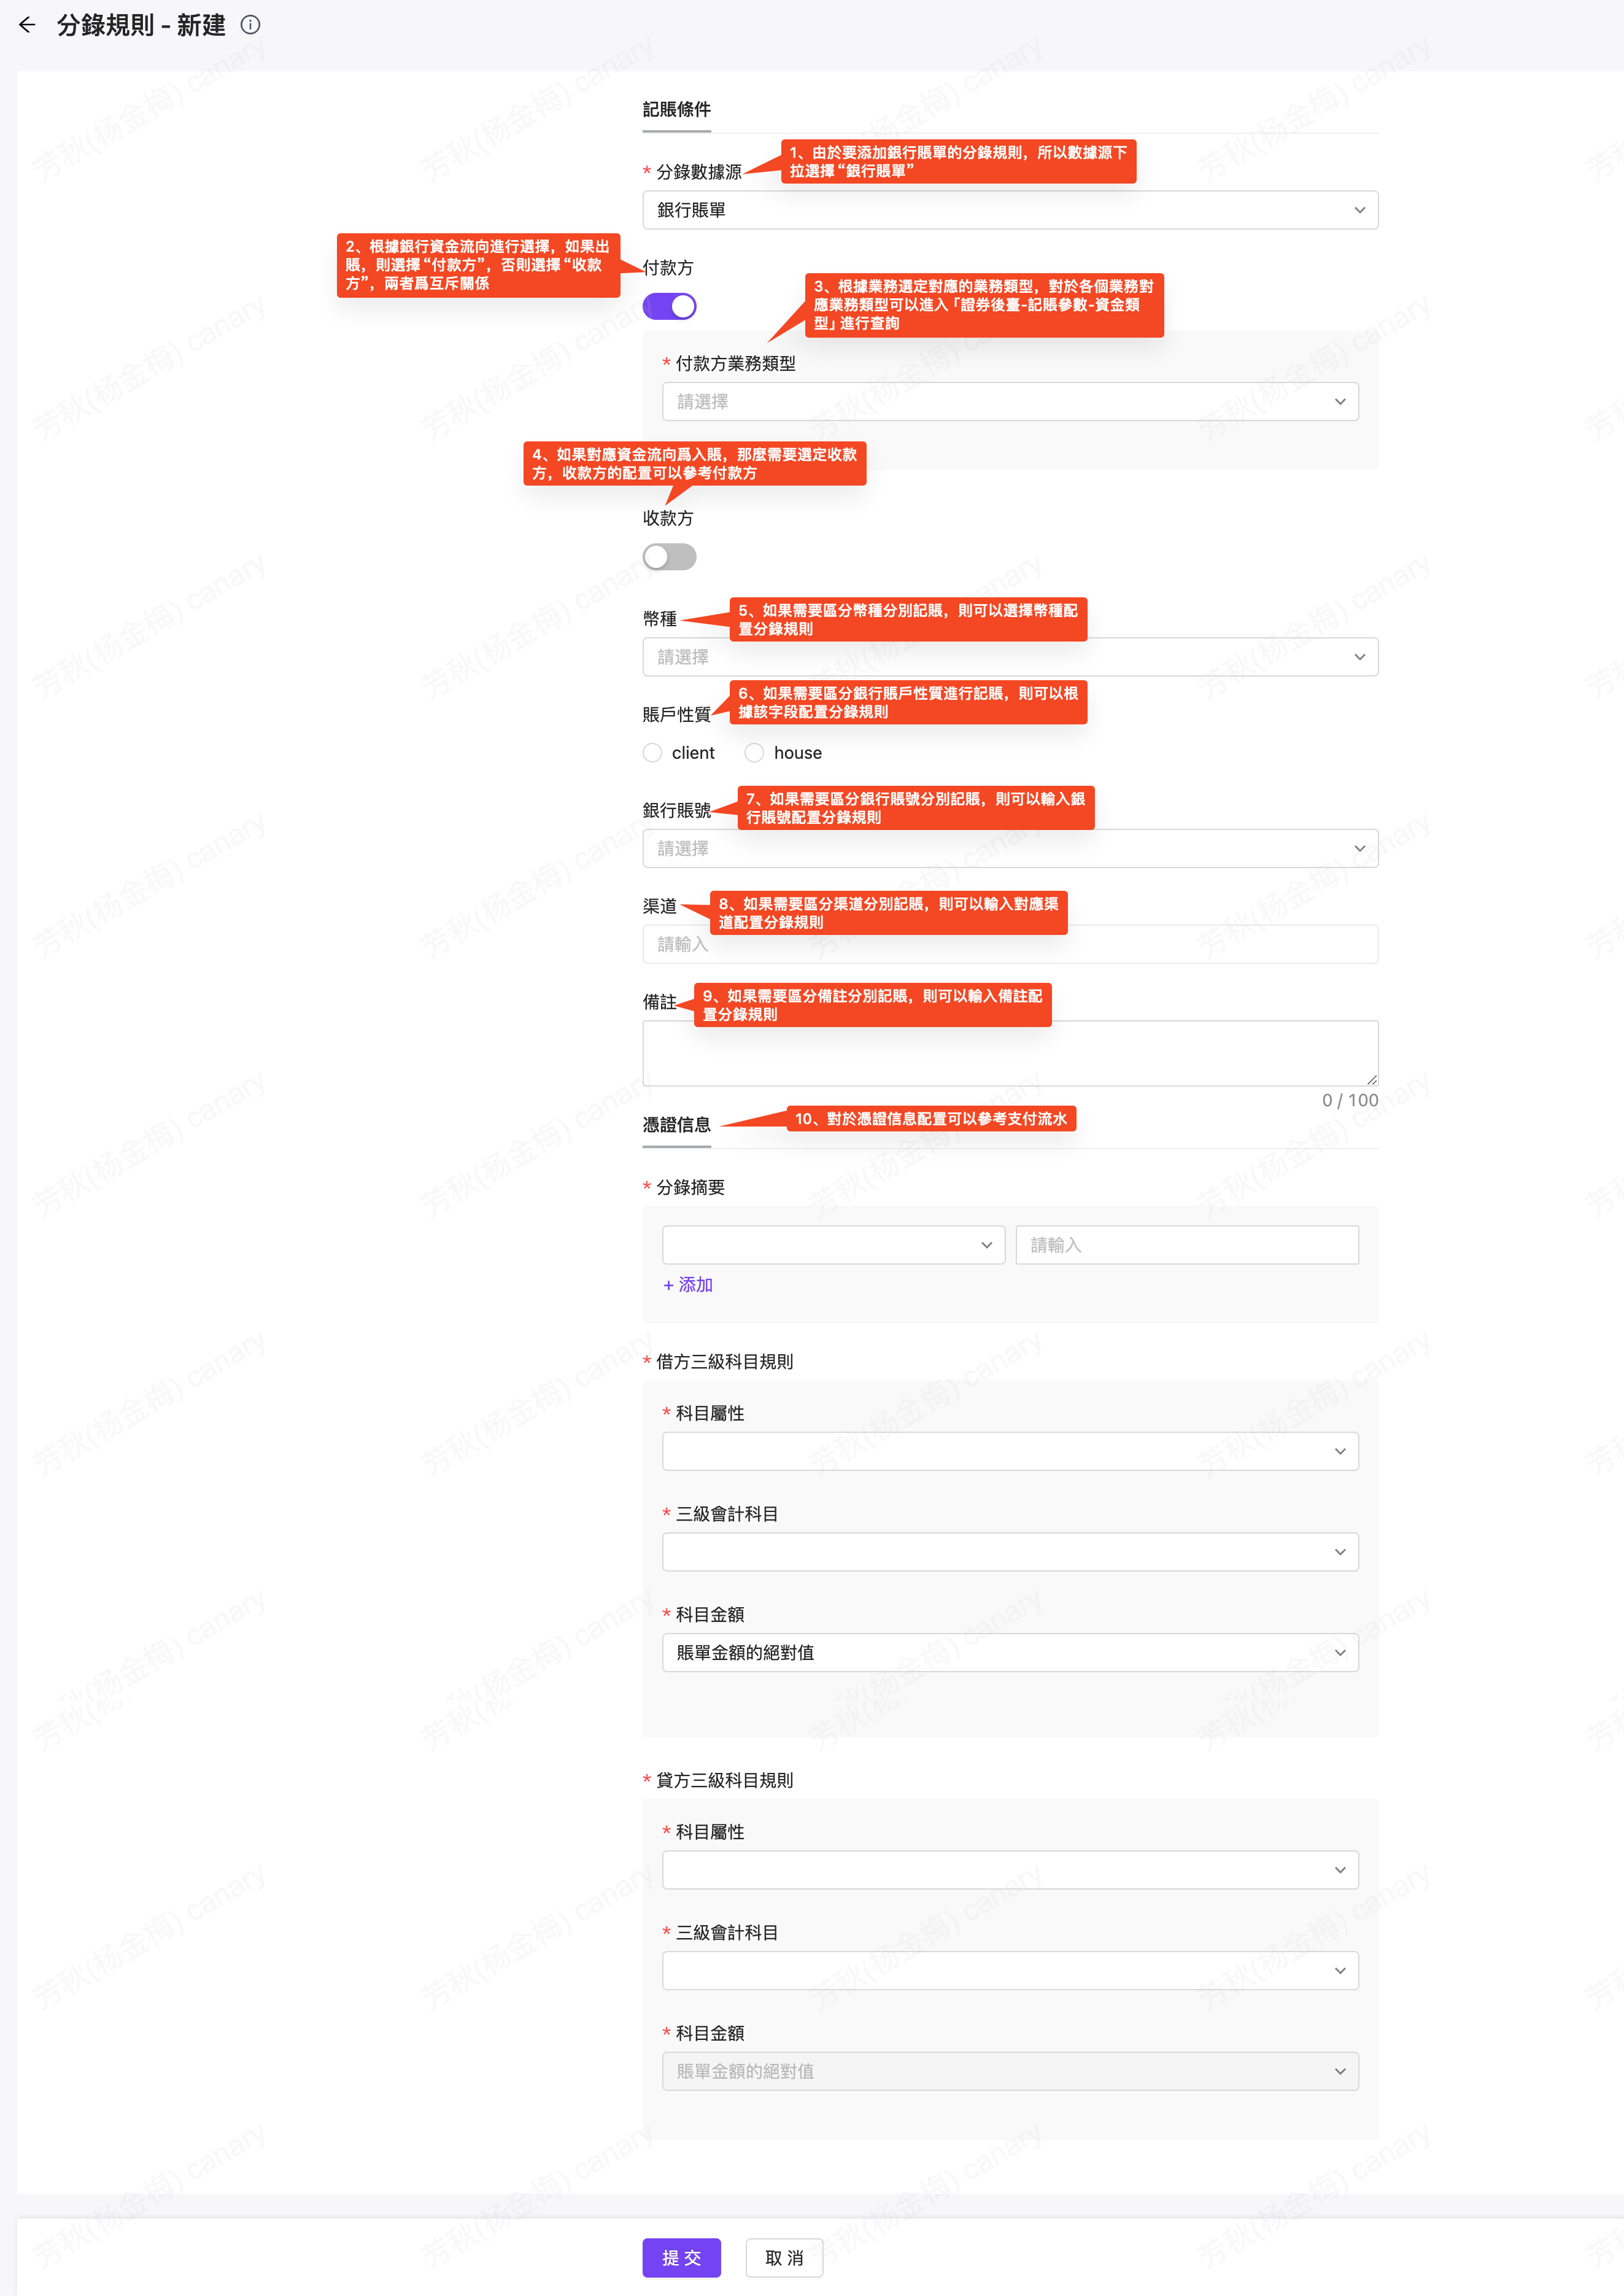 分錄規則 - 新建
記賬條件
1、由於要添加銀行賬單的分錄規則，所以數據源下
拉選擇“銀行賬單”
* 分錄數據源
銀行賬單
2、根據銀行資金流向進行選擇，如果出
賬，則選擇“付款方”，否則選擇“收款
方”，兩者爲互斥關係
付款方
3、根據業務選定對應的業務類型，對於各個業務對
應業務類型可以進入「證券後臺-記賬參數-資金類
型」進行查詢
* 付款方業務類型
請選擇
4、如果對應資金流向爲入賬，那麼需要選定收款
方，收款方的配置可以參考付款方
收款方
幣種
5、如果需要區分幣種分別記賬，則可以選擇幣種配
置分錄規則
請選擇
6、如果需要區分銀行賬戶性質進行記賬，則可以根
據該字段配置分錄規則
賬戶性質
client house
7、如果需要區分銀行賬號分別記賬，則可以輸入銀
行賬號配置分錄規則
銀行賬號
請選擇
渠道
8、如果需要區分渠道分別記賬，則可以輸入對應渠
道配置分錄規則
請輸入
備註
9、如果需要區分備註分別記賬，則可以輸入備註配
置分錄規則
0 / 100
憑證信息
10、對於憑證信息配置可以參考支付流水
* 分錄摘要
請輸入
+ 添加
* 借方三級科目規則
* 科目屬性
* 三級會計科目
* 科目金額
賬單金額的絕對值
* 貸方三級科目規則
* 科目屬性
* 三級會計科目
* 科目金額
賬單金額的絕對值
提 交 取 消
芳秋(杨金梅) canary